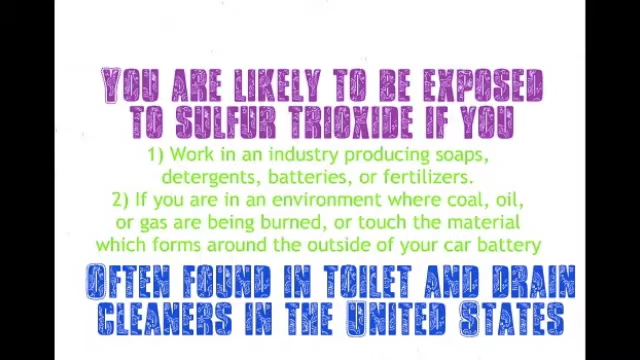 You are likely to be exposed
to sulfur trioxide if you
1) Work in an industry producing soaps,
detergents, batteries, or fertilizers.
2) If you are in an environment where coal, oil,
or gas are being burned, or touch the material
which forms around the outside of your car battery
Often found in toilet and drain
cleaners in the United States